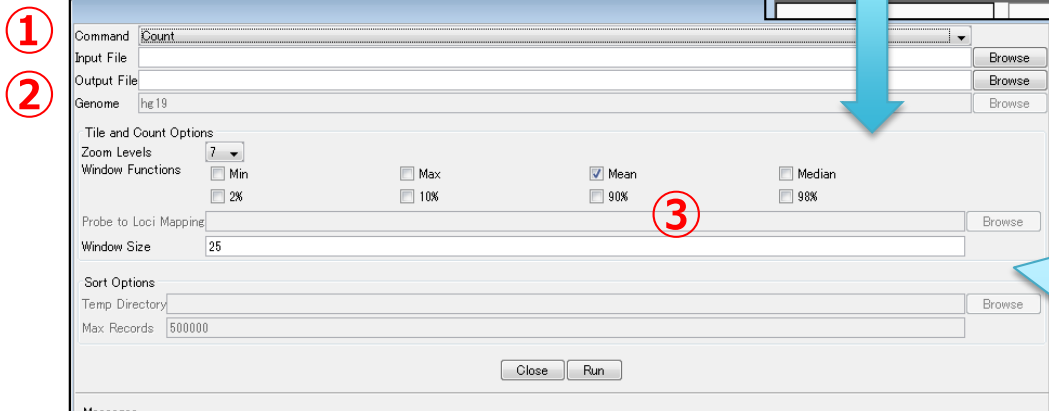 ①
Command Count
Input File Browse
②
Output File Browse
Genome hg19 Browse
Tile and Count Options
Zoom Levels 7
Window Functions Min Max Mean Median
2% 10% 90% 98%
③
Probe to Loci Mapping Browse
Window Size 25
Sort Options
Temp Directory Browse
Max Records 500000
Close Run